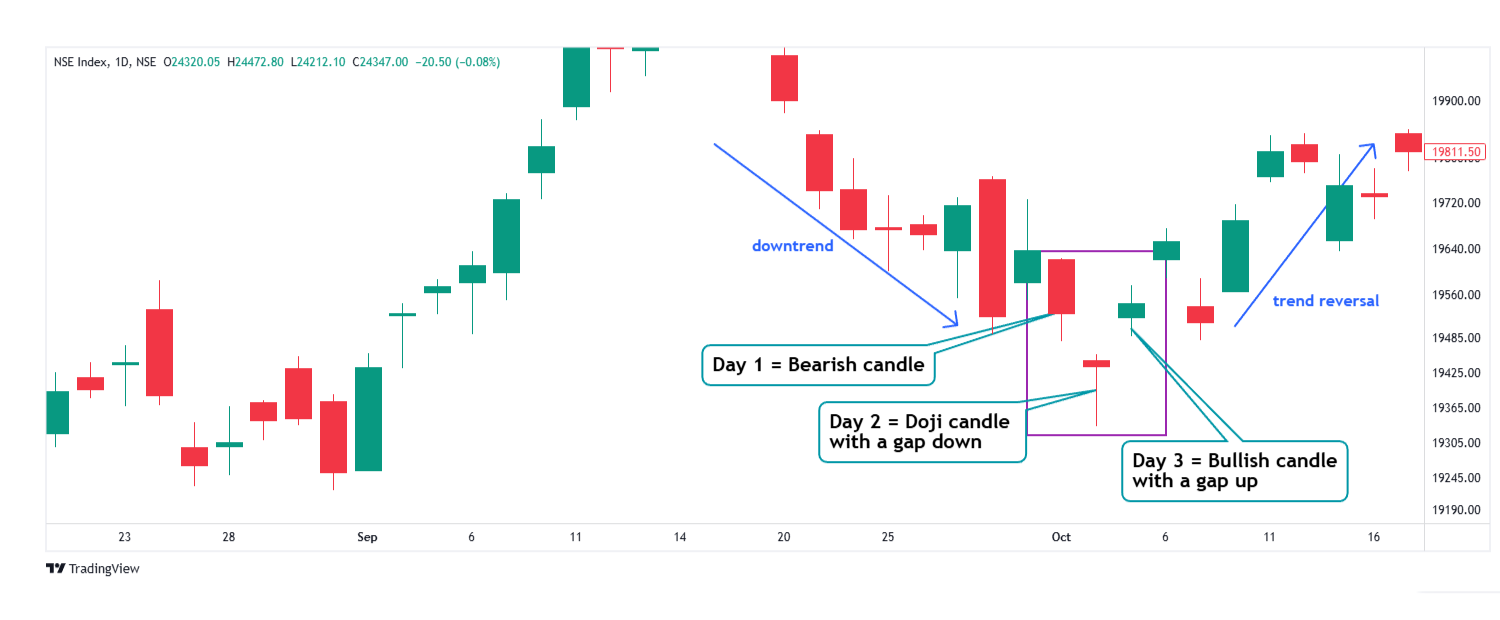 NSE Index, 1D, NSE O24320.05 H24472.80 L24212.10 C24347.00 −20.50 (−0.08%)
19900.00
19811.50
19720.00
19640.00
19560.00
19485.00
19425.00
19365.00
19305.00
19245.00
19190.00
downtrend
trend reversal
Day 1 = Bearish candle
Day 2 = Doji candle
with a gap down
Day 3 = Bullish candle
with a gap up
23 28 Sep 6 11 14 20 25 Oct 6 11 16
TradingView